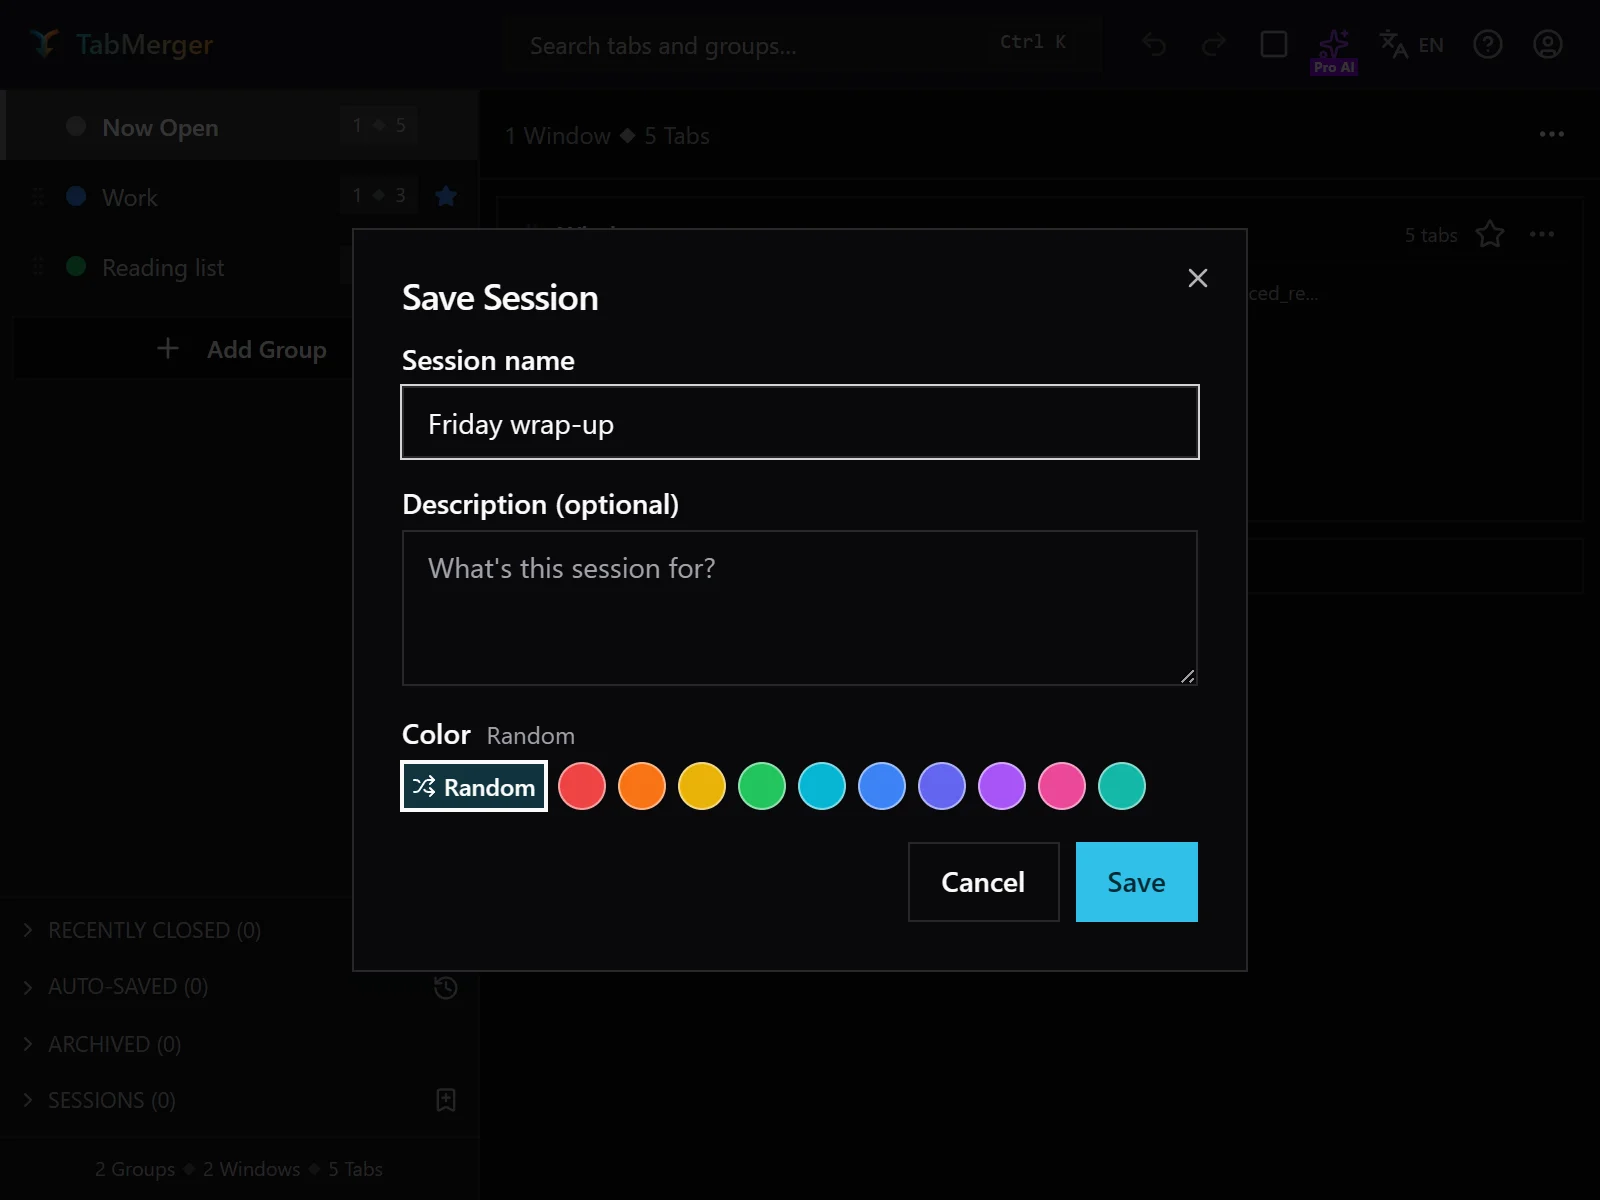 TabMerger
Search tabs and groups...
Ctrl K
Pro AI
EN
Now Open
1 ◆ 5
1 Window ◆ 5 Tabs
Work
1 ◆ 3
5 tabs
Reading list
ced_re...
Add Group
Save Session
Session name
Friday wrap-up
Description (optional)
What's this session for?
Color Random
Random
Cancel
Save
RECENTLY CLOSED (0)
AUTO-SAVED (0)
ARCHIVED (0)
SESSIONS (0)
2 Groups ◆ 2 Windows ◆ 5 Tabs